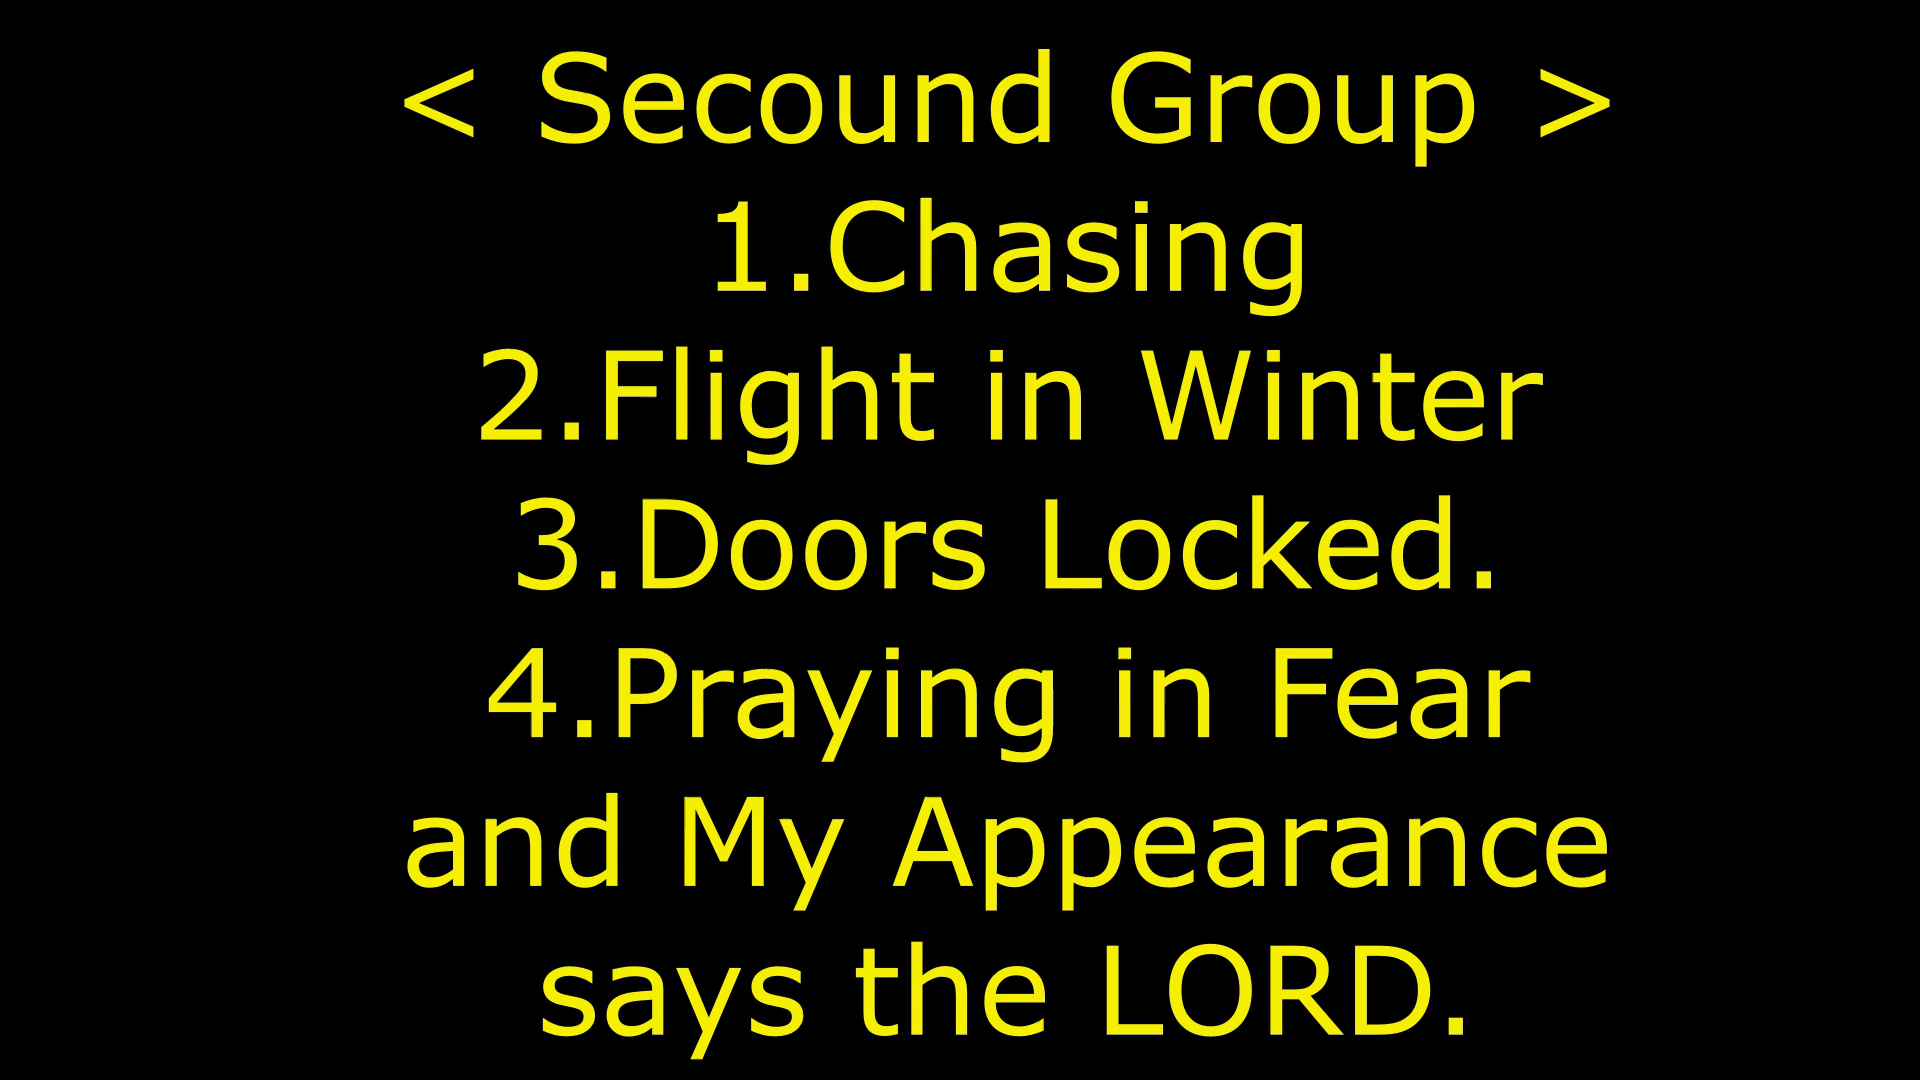 < Secound Group >
1.Chasing
2.Flight in Winter
3.Doors Locked.
4.Praying in Fear
and My Appearance
says the LORD.